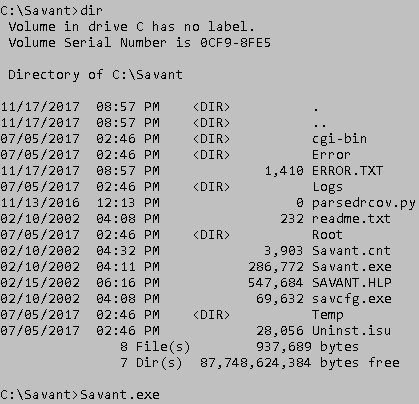 C:\Savant>dir
 Volume in drive C has no label.
 Volume Serial Number is 0CF9-8FE5

 Directory of C:\Savant

11/17/2017  08:57 PM    <DIR>          .
11/17/2017  08:57 PM    <DIR>          ..
07/05/2017  02:46 PM    <DIR>          cgi-bin
07/05/2017  02:46 PM    <DIR>          Error
11/17/2017  08:57 PM             1,410 ERROR.TXT
07/05/2017  02:46 PM    <DIR>          Logs
11/13/2016  12:13 PM                 0 parsedrcov.py
02/10/2002  04:08 PM               232 readme.txt
07/05/2017  02:46 PM    <DIR>          Root
02/10/2002  04:32 PM             3,903 Savant.cnt
02/10/2002  04:11 PM           286,772 Savant.exe
02/15/2002  06:16 PM           547,684 SAVANT.HLP
02/10/2002  04:08 PM            69,632 savcfg.exe
07/05/2017  02:46 PM    <DIR>          Temp
07/05/2017  02:46 PM            28,056 Uninst.isu
               8 File(s)        937,689 bytes
               7 Dir(s)  87,748,624,384 bytes free

C:\Savant>Savant.exe